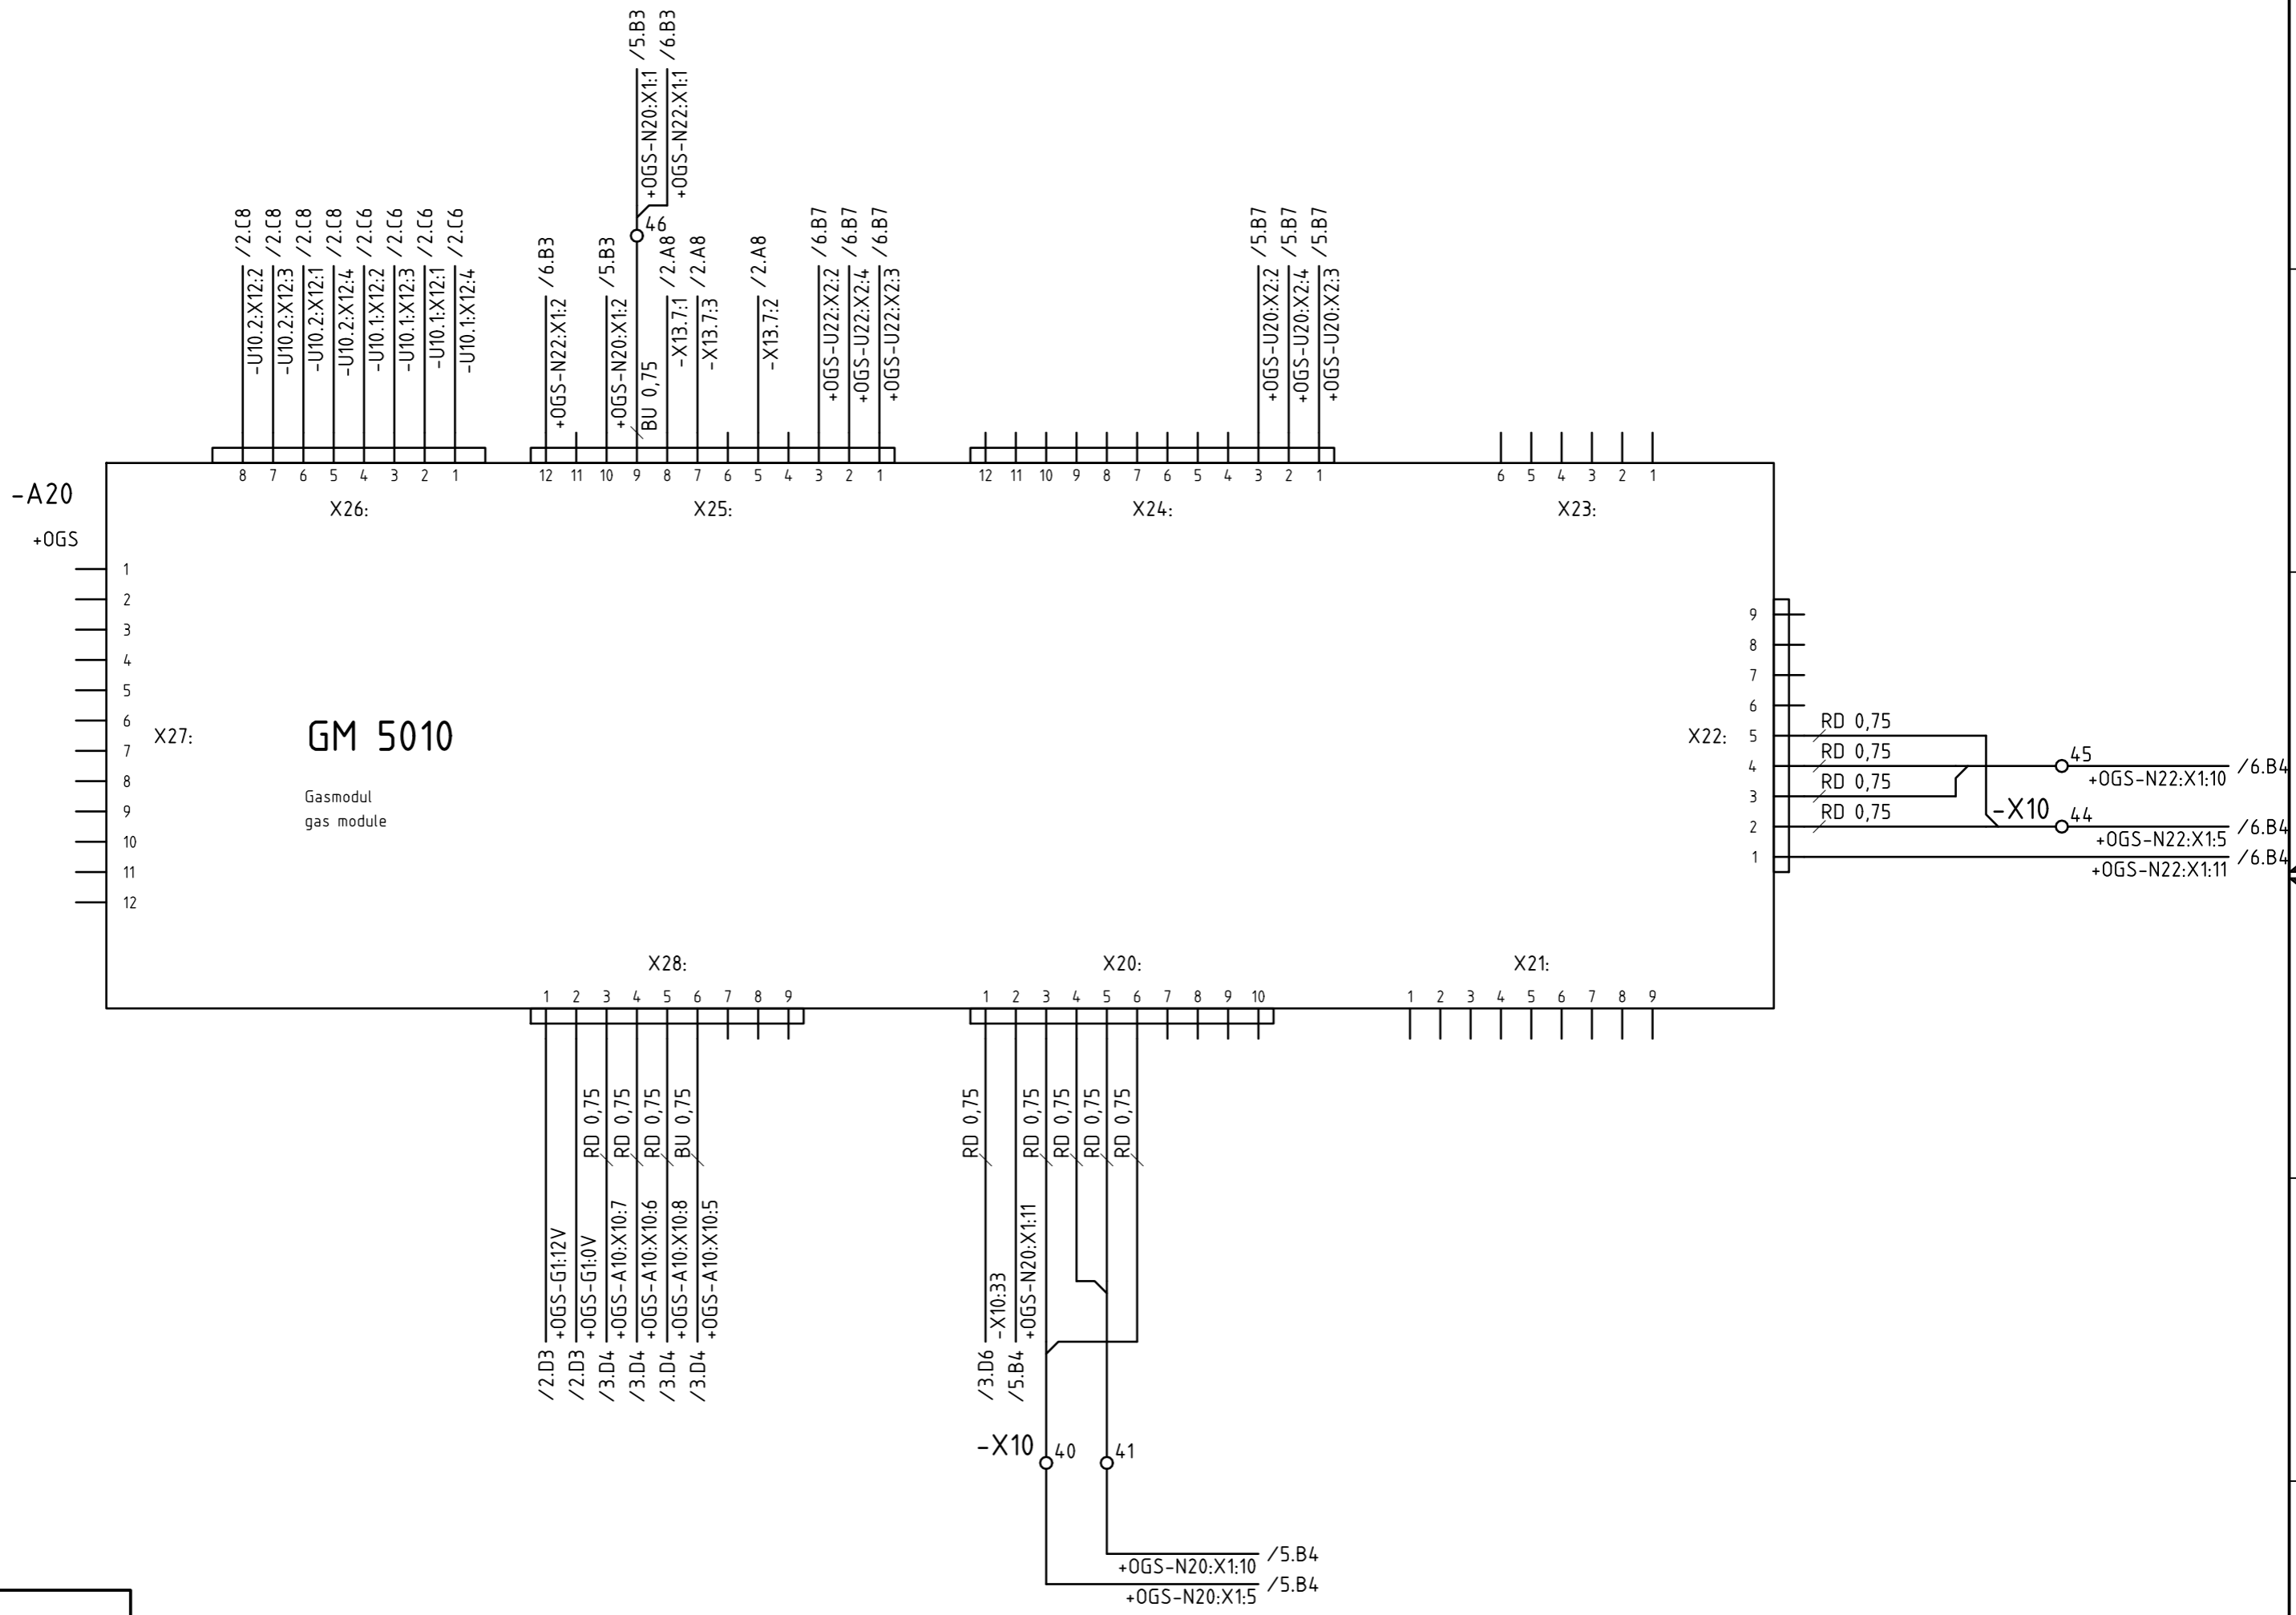 /5.B3
/6.B3
+OGS-N20:X1:1
+OGS-N22:X1:1
46
/2.C8
/2.C8
/2.C8
/2.C8
/2.C6
/2.C6
/2.C6
/2.C6
-U10.2:X12:2
-U10.2:X12:3
-U10.2:X12:1
-U10.2:X12:4
-U10.1:X12:2
-U10.1:X12:3
-U10.1:X12:1
-U10.1:X12:4
/6.B3
/5.B3
/2.A8
/2.A8
/2.A8
/6.B7
/6.B7
/6.B7
+OGS-N22:X1:2
+OGS-N20:X1:2
BU 0,75
-X13.7:1
-X13.7:3
-X13.7:2
+OGS-U22:X2:2
+OGS-U22:X2:4
+OGS-U22:X2:3
/5.B7
/5.B7
/5.B7
+OGS-U20:X2:2
+OGS-U20:X2:4
+OGS-U20:X2:3
8 7 6 5 4 3 2 1
12 11 10 9 8 7 6 5 4 3 2 1
12 11 10 9 8 7 6 5 4 3 2 1
6 5 4 3 2 1
-A20
+OGS
X26:
X25:
X24:
X23:
1
2
3
4
5
6
7
8
9
10
11
12
X27:
GM 5010
Gasmodul
gas module
X22:
9
8
7
6
5
4
3
2
1
RD 0,75
RD 0,75
RD 0,75
RD 0,75
-X10
45
+OGS-N22:X1:10
/6.B4
44
+OGS-N22:X1:5
/6.B4
+OGS-N22:X1:11
/6.B4
X28:
X20:
X21:
1 2 3 4 5 6 7 8 9
1 2 3 4 5 6 7 8 9 10
1 2 3 4 5 6 7 8 9
RD 0,75
RD 0,75
RD 0,75
BU 0,75
+OGS-G1:12V
+OGS-G1:0V
+OGS-A10:X10:7
+OGS-A10:X10:6
+OGS-A10:X10:8
+OGS-A10:X10:5
/2.D3
/2.D3
/3.D4
/3.D4
/3.D4
/3.D4
RD 0,75
RD 0,75
RD 0,75
RD 0,75
RD 0,75
-X10:33
+OGS-N20:X1:11
/3.D6
/5.B4
-X10
40
41
+OGS-N20:X1:10
/5.B4
+OGS-N20:X1:5
/5.B4